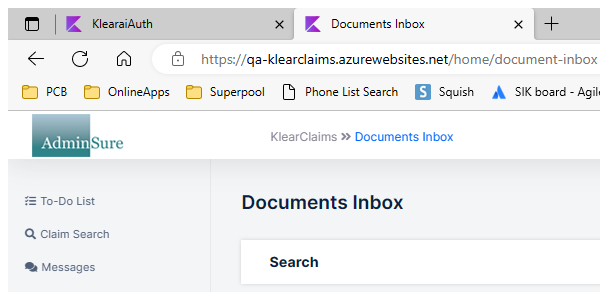 KlearaiAuth
Documents Inbox
https://qa-klearclaims.azurewebsites.net/home/document-inbox
PCB
OnlineApps
Superpool
Phone List Search
S
Squish
SIK board - Agile
AdminSure
KlearClaims >> Documents Inbox
To-Do List
Claim Search
Messages
Documents Inbox
Search